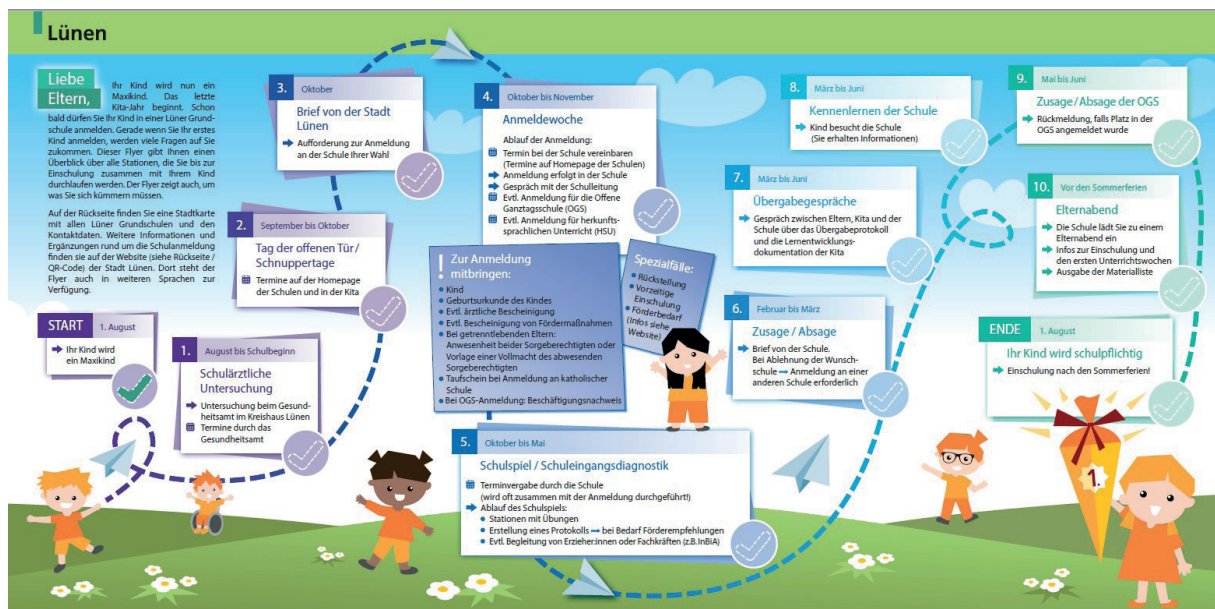 Lünen
Liebe
Eltern,
Ihr Kind wird nun ein
Maxikind. Das letzte
Kita-Jahr beginnt. Schon
bald dürfen Sie Ihr Kind in einer Lüner Grund-
schule anmelden. Gerade wenn Sie Ihr erstes
Kind anmelden, werden viele Fragen auf Sie
zukommen. Dieser Flyer gibt Ihnen einen
Überblick über alle Stationen, die Sie bis zur
Einschulung zusammen mit Ihrem Kind
durchlaufen werden. Der Flyer zeigt auch, um
was Sie sich kümmern müssen.
Auf der Rückseite finden Sie eine Stadtkarte
mit allen Lüner Grundschulen und den
Kontaktdaten. Weitere Informationen und
Ergänzungen rund um die Schulanmeldung
finden sie auf der Website (siehe Rückseite /
QR-Code) der Stadt Lünen. Dort steht der
Flyer auch in weiteren Sprachen zur
Verfügung.
START 1. August
Ihr Kind wird
ein Maxikind
1. August bis Schulbeginn
Schulärztliche
Untersuchung
Untersuchung beim Gesund-
heitsamt im Kreishaus Lünen
Termine durch das
Gesundheitsamt
2. September bis Oktober
Tag der offenen Tür /
Schnuppertage
Termine auf der Homepage
der Schulen und in der Kita
3. Oktober
Brief von der Stadt
Lünen
Aufforderung zur Anmeldung
an der Schule Ihrer Wahl
4. Oktober bis November
Anmeldewoche
Ablauf der Anmeldung:
Termin bei der Schule vereinbaren
(Termine auf Homepage der Schulen)
Anmeldung erfolgt in der Schule
Gespräch mit der Schulleitung
Evtl. Anmeldung für die Offene
Ganztagsschule (OGS)
Evtl. Anmeldung für herkunfts-
sprachlichen Unterricht (HSU)
! Zur Anmeldung
mitbringen:
• Kind
• Geburtsurkunde des Kindes
• Evtl. ärztliche Bescheinigung
• Evtl. Bescheinigung von Fördermaßnahmen
• Bei getrenntlebenden Eltern:
Anwesenheit beider Sorgeberechtigten oder
Vorlage einer Vollmacht des abwesenden
Sorgeberechtigten
• Taufschein bei Anmeldung an katholischer
Schule
• Bei OGS-Anmeldung: Beschäftigungsnachweis
Spezialfälle:
• Rückstellung
• Vorzeitige
Einschulung
• Förderbedarf
(Infos siehe
Website)
5. Oktober bis Mai
Schulspiel / Schuleingangsdiagnostik
Terminvergabe durch die Schule
(wird oft zusammen mit der Anmeldung durchgeführt!)
Ablauf des Schulspiels:
• Stationen mit Übungen
• Erstellung eines Protokolls → bei Bedarf Förderempfehlungen
• Evtl. Begleitung von Erzieher:innen oder Fachkräften (z.B.InBiA)
6. Februar bis März
Zusage / Absage
Brief von der Schule.
Bei Ablehnung der Wunsch-
schule → Anmeldung an einer
anderen Schule erforderlich
7. März bis Juni
Übergabegespräche
Gespräch zwischen Eltern, Kita und der
Schule über das Übergabeprotokoll
und die Lernentwicklungs-
dokumentation der Kita
8. März bis Juni
Kennenlernen der Schule
Kind besucht die Schule
(Sie erhalten Informationen)
9. Mai bis Juni
Zusage / Absage der OGS
Rückmeldung, falls Platz in der
OGS angemeldet wurde
10. Vor den Sommerferien
Elternabend
Die Schule lädt Sie zu einem
Elternabend ein
Infos zu Einschulung und
den ersten Unterrichtswochen
Ausgabe der Materialliste
ENDE 1. August
Ihr Kind wird schulpflichtig
Einschulung nach den Sommerferien!
1.